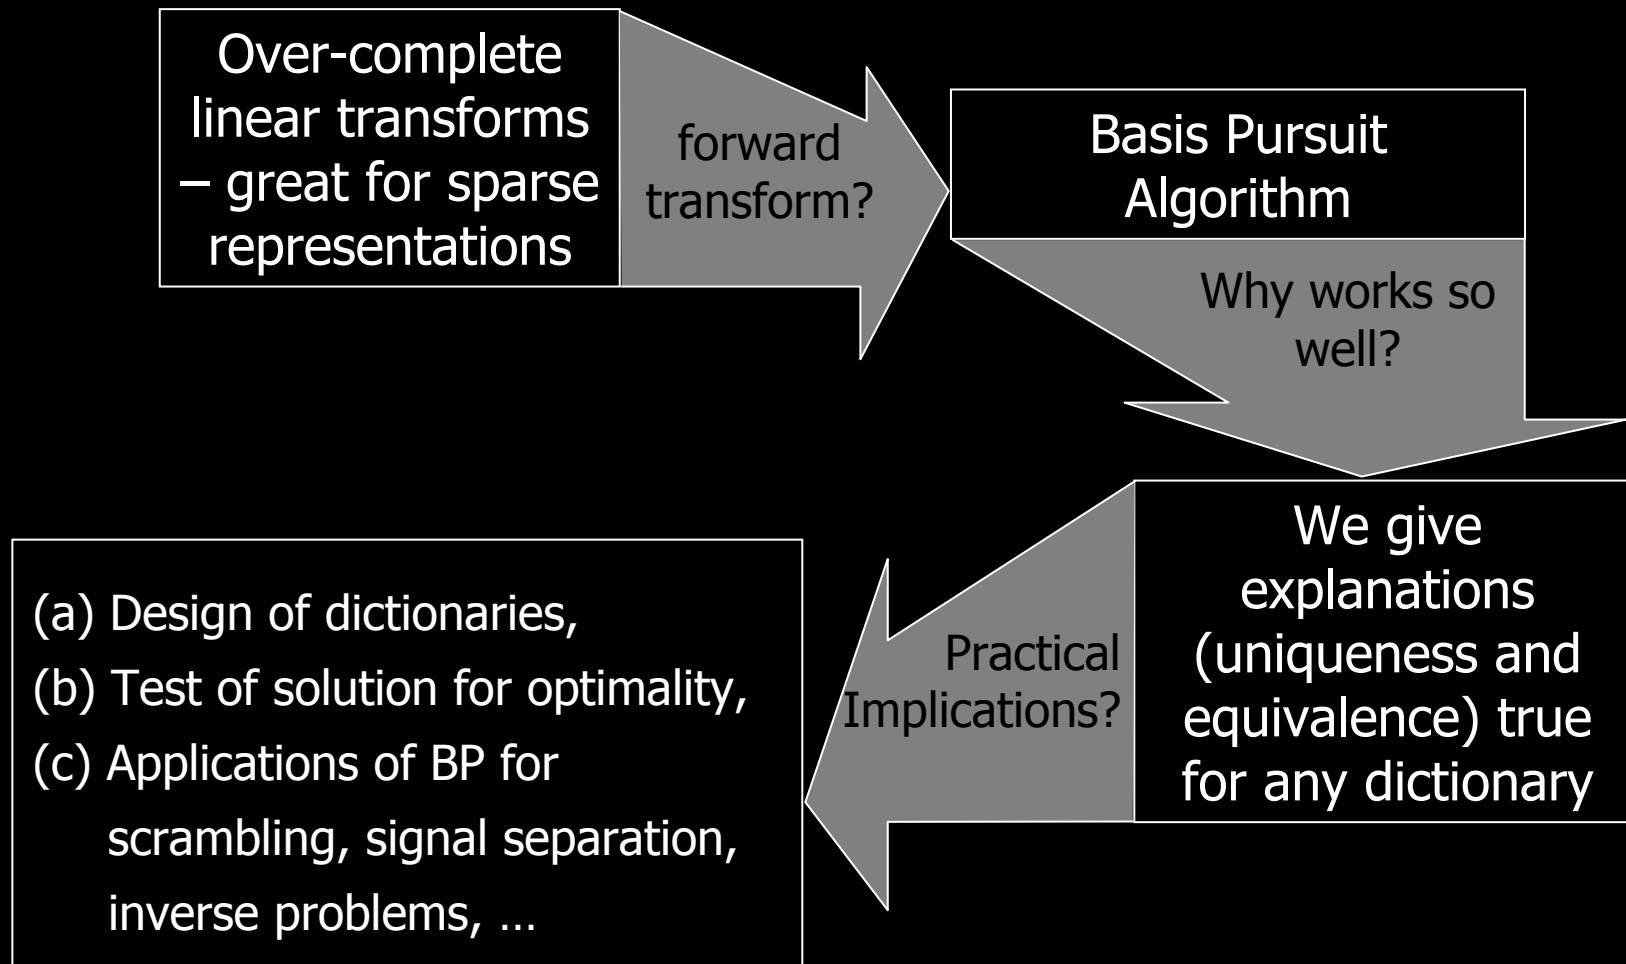 Over-complete
linear transforms
– great for sparse
representations
forward
transform?
Basis Pursuit
Algorithm
Why works so
well?
We give
explanations
(uniqueness and
equivalence) true
for any dictionary
Practical
Implications?
(a) Design of dictionaries,
(b) Test of solution for optimality,
(c) Applications of BP for
scrambling, signal separation,
inverse problems, …